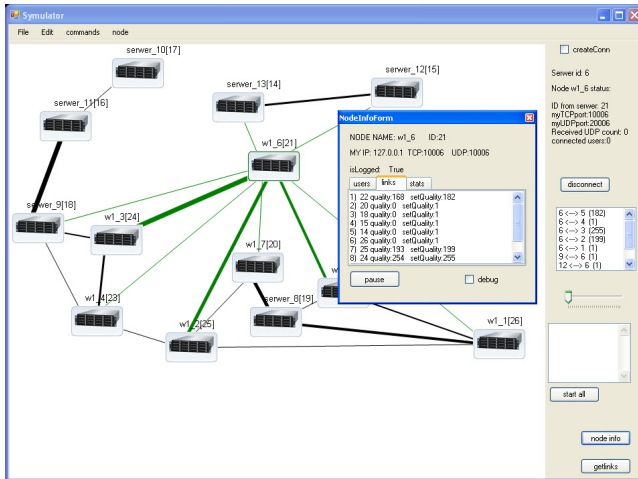 Symulator
File Edit commands node
serwer_10[17]
serwer_12[15]
serwer_13[14]
serwer_11[16]
w1_6[21]
serwer_9[18]
w1_3[24]
w1_7[20]
w1_4[23]
serwer_8[19]
w1_2[25]
w1_1[26]
NodeInfoForm
NODE NAME: w1_6 ID:21
MY IP: 127.0.0.1 TCP:10006 UDP:10006
isLogged: True
users links stats
1) 22 quality:168 setQuality:182
2) 20 quality:0 setQuality:1
3) 18 quality:0 setQuality:1
4) 15 quality:0 setQuality:1
5) 14 quality:0 setQuality:1
6) 26 quality:0 setQuality:1
7) 25 quality:193 setQuality:199
8) 24 quality:254 setQuality:255
pause
debug
createConn
Serwer id: 6
Node w1_6 status:
ID from serwer: 21
myTCPport:10006
myUDPport:20006
Received UDP count: 0
connected users:0
disconnect
6 <--> 5 (182)
6 <--> 4 (1)
6 <--> 3 (255)
6 <--> 2 (199)
6 <--> 1 (1)
9 <--> 6 (1)
12 <--> 6 (1)
start all
node info
getlinks